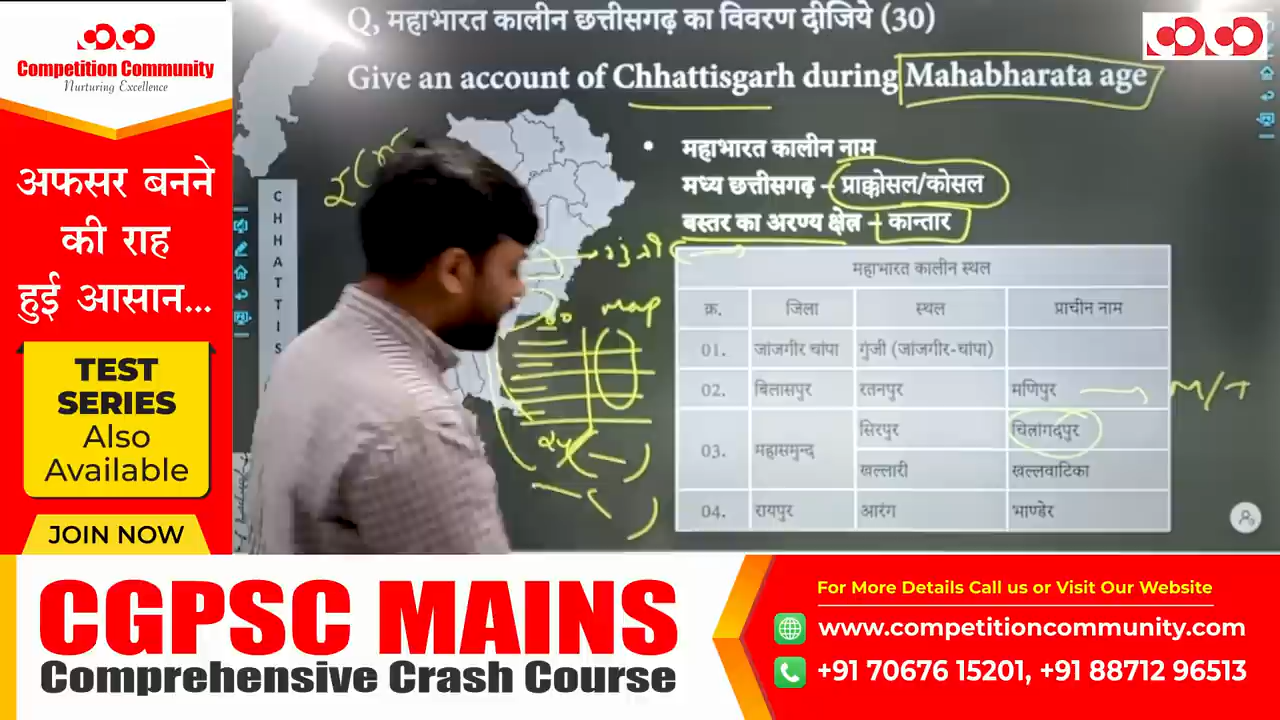 Competition Community
Nurturing Excellence
अफसर बनने
की राह
हुई आसान...
TEST
SERIES
Also
Available
JOIN NOW
Q, महाभारत कालीन छत्तीसगढ़ का विवरण दीजिये (30)
Give an account of Chhattisgarh during Mahabharata age
• महाभारत कालीन नाम
मध्य छत्तीसगढ़ – प्राक्कोसल/कोसल
बस्तर का अरण्य क्षेत्र – कान्तार
CHHATTIS
map
महाभारत कालीन स्थल
क्र. जिला स्थल प्राचीन नाम
01. जांजगीर चांपा गुंजी (जांजगीर-चांपा)
02. बिलासपुर रतनपुर मणिपुर
03. महासमुन्द सिरपुर चित्रांगदपुर
खल्लारी खल्लवाटिका
04. रायपुर आरंग भाण्डेर
CGPSC MAINS
Comprehensive Crash Course
For More Details Call us or Visit Our Website
www.competitioncommunity.com
+91 70676 15201, +91 88712 96513